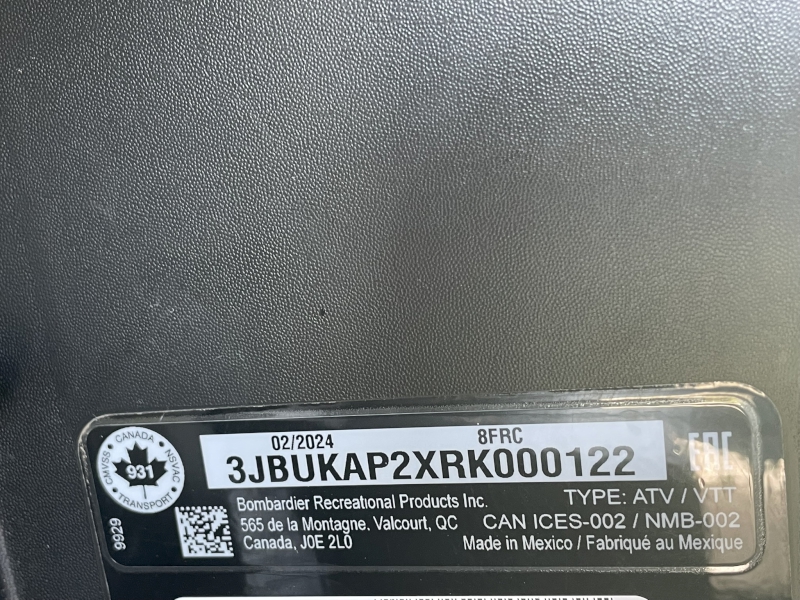 CANADA
CMVSS
NSVAC
931
TRANSPORT
9929
02/2024 8FRC
3JBUKAP2XRK000122
EAC
Bombardier Recreational Products Inc. TYPE: ATV / VTT
565 de la Montagne. Valcourt, QC CAN ICES-002 / NMB-002
Canada, J0E 2L0 Made in Mexico / Fabriqué au Mexique